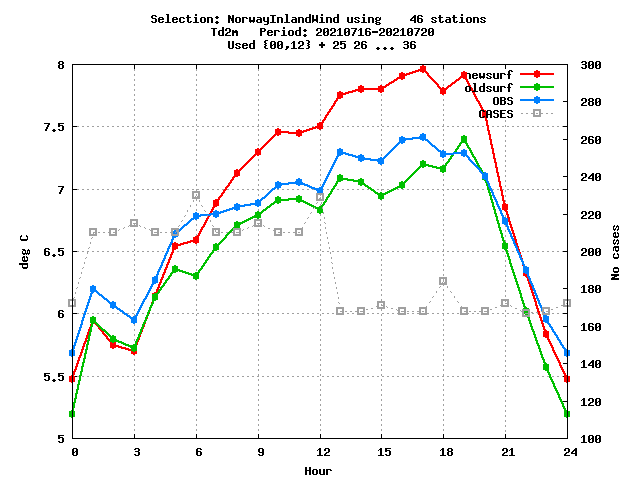 Selection: NorwayInlandWind using    46 stations
Td2m   Period: 20210716-20210720
Used {00,12} + 25 26 ... 36
8
7.5
7
6.5
6
5.5
5
deg C
300
280
260
240
220
200
180
160
140
120
100
No cases
newsurf
oldsurf
OBS
CASES
0 3 6 9 12 15 18 21 24
Hour